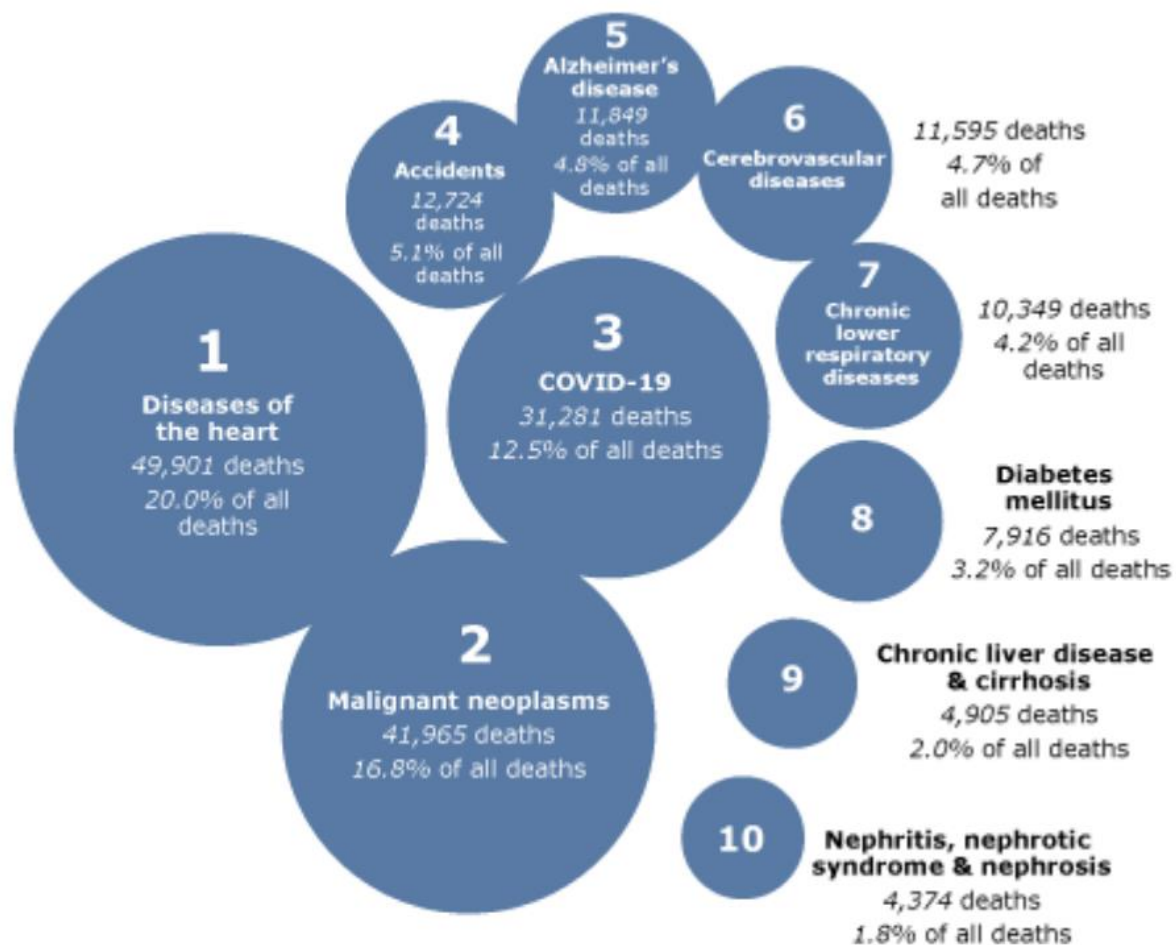 1
Diseases of
the heart
49,901 deaths
20.0% of all
deaths
2
Malignant neoplasms
41,965 deaths
16.8% of all deaths
3
COVID-19
31,281 deaths
12.5% of all deaths
4
Accidents
12,724
deaths
5.1% of all
deaths
5
Alzheimer's
disease
11,849
deaths
4.8% of all
deaths
6
Cerebrovascular
diseases
11,595 deaths
4.7% of
all deaths
7
Chronic
lower
respiratory
diseases
10,349 deaths
4.2% of all
deaths
8
Diabetes
mellitus
7,916 deaths
3.2% of all deaths
9
Chronic liver disease
& cirrhosis
4,905 deaths
2.0% of all deaths
10
Nephritis, nephrotic
syndrome & nephrosis
4,374 deaths
1.8% of all deaths